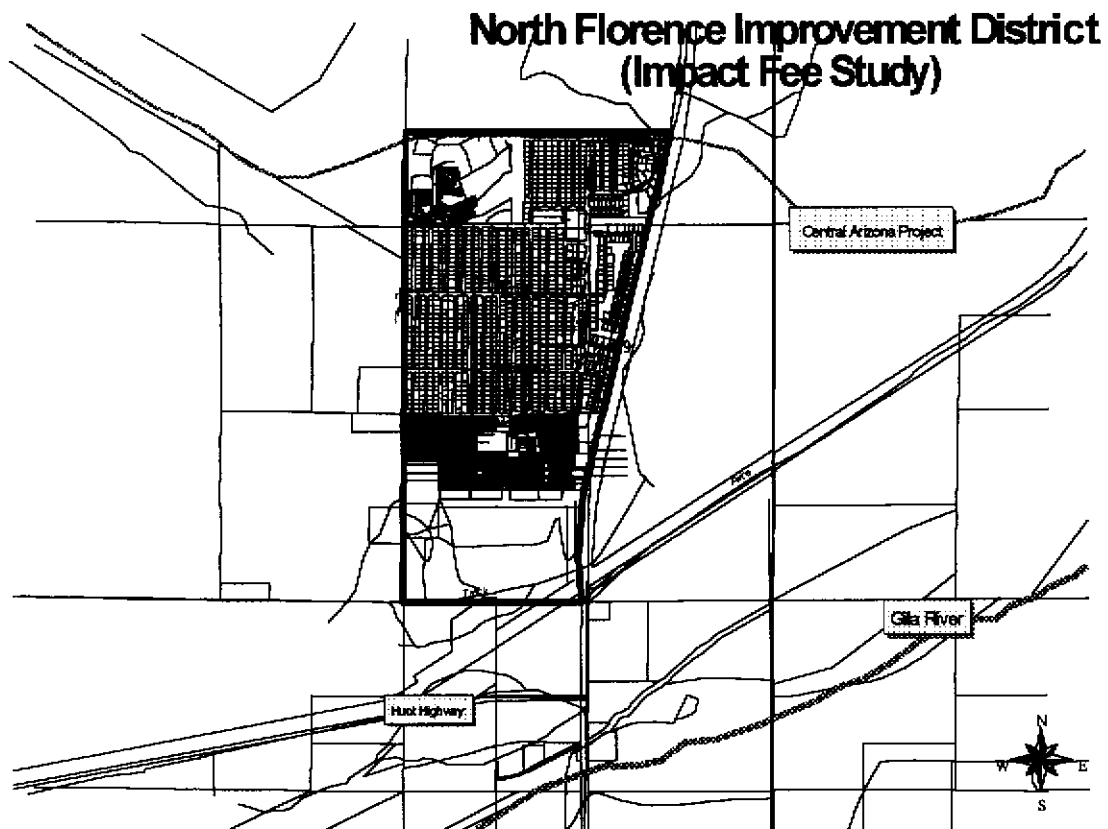 North Florence Improvement District
(Impact Fee Study)
Central Arizona Project
Gila River
Hunt Highway
N
W E
S